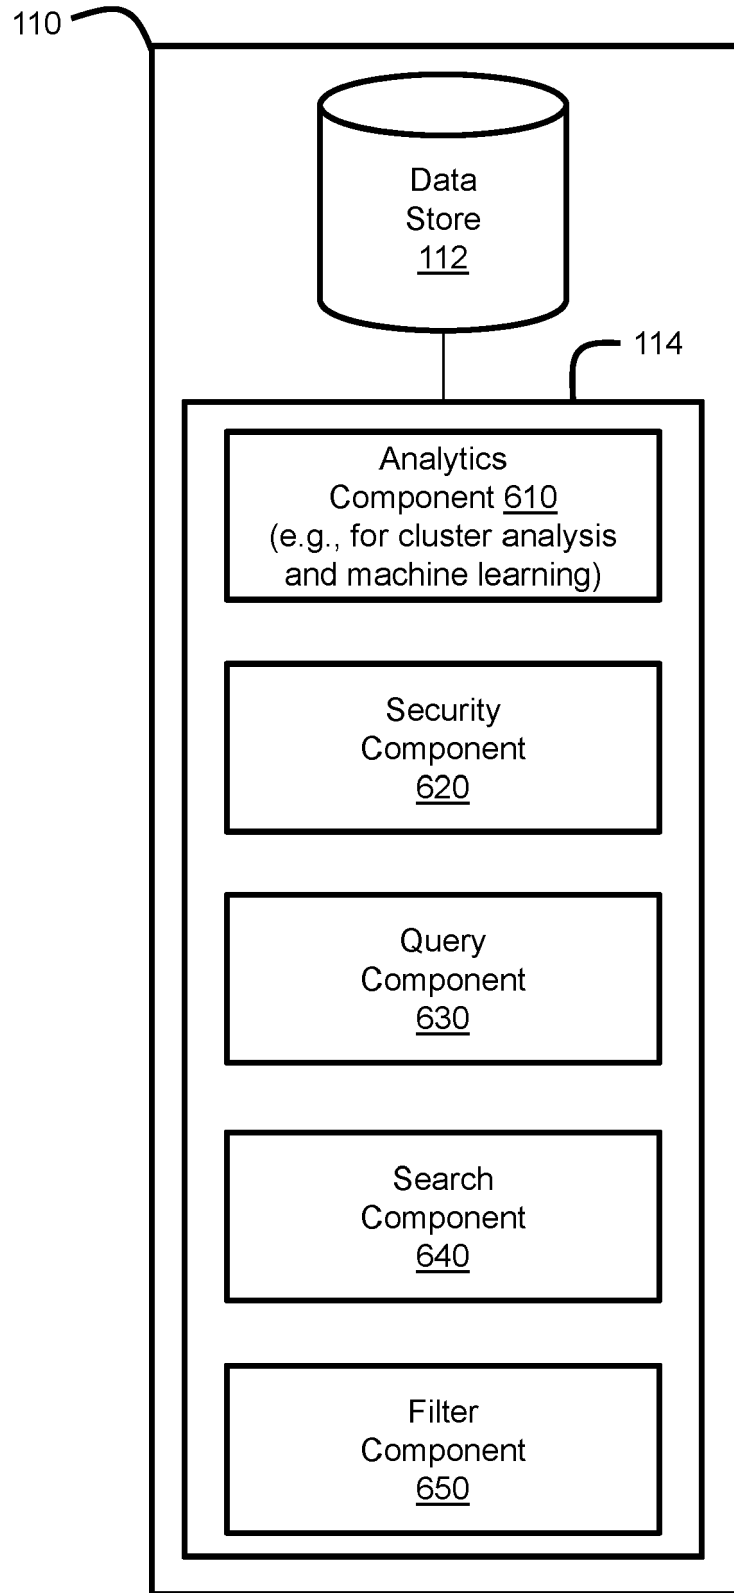 110
Data
Store
112
114
Analytics
Component 610
(e.g., for cluster analysis
and machine learning)
Security
Component
620
Query
Component
630
Search
Component
640
Filter
Component
650